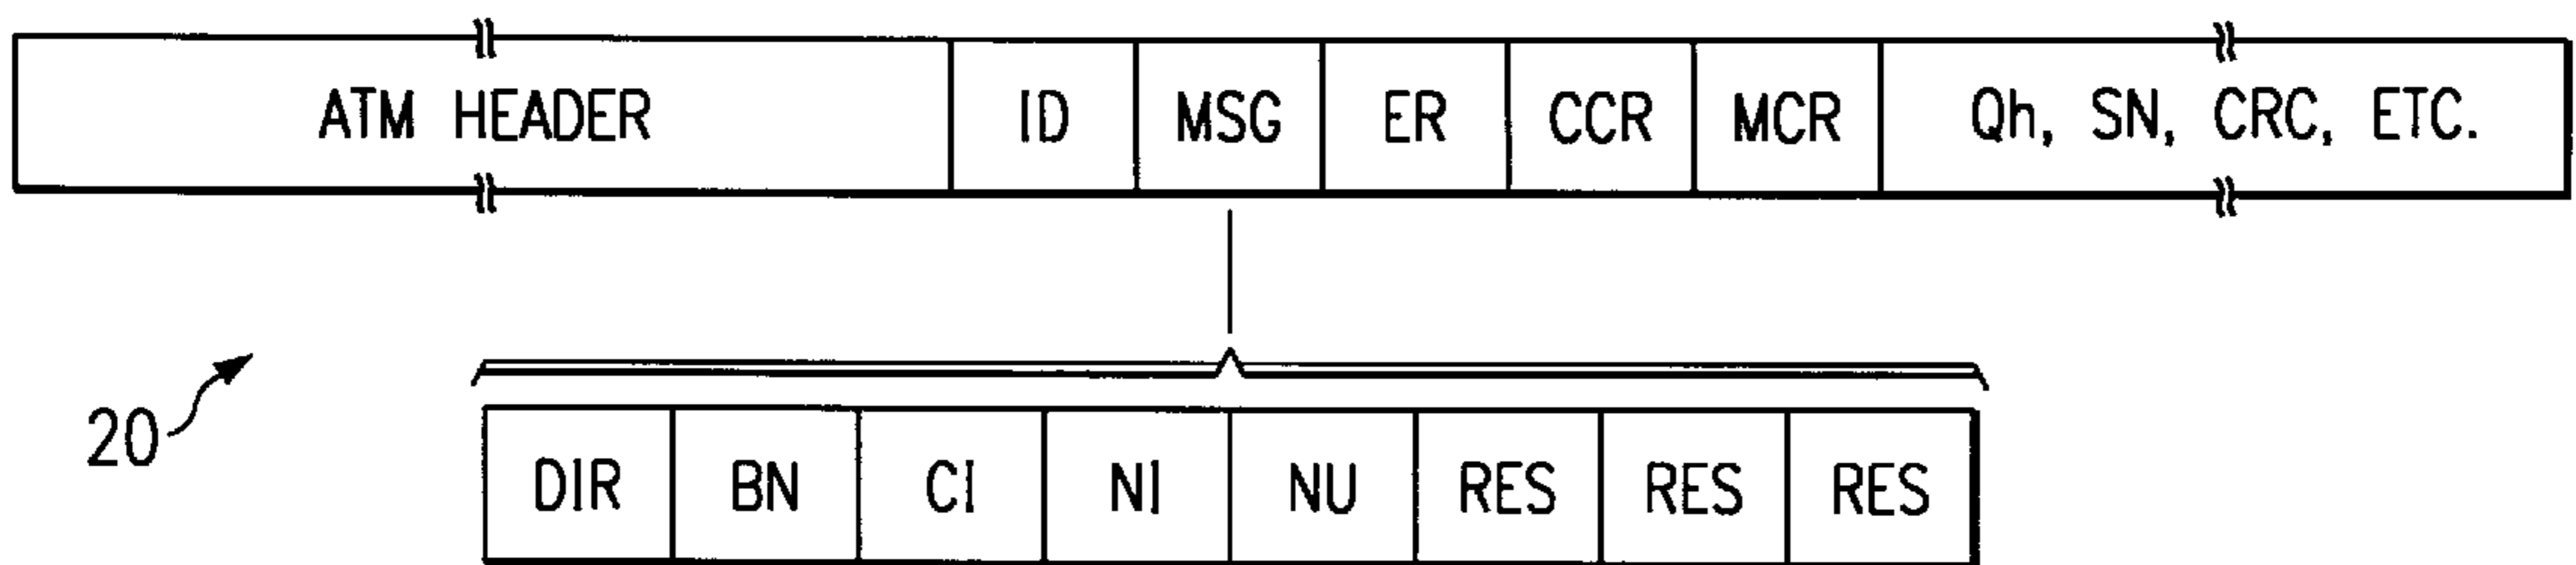 ATM HEADER ID MSG ER CCR MCR Qh, SN, CRC, ETC.
20
DIR BN CI NI NU RES RES RES